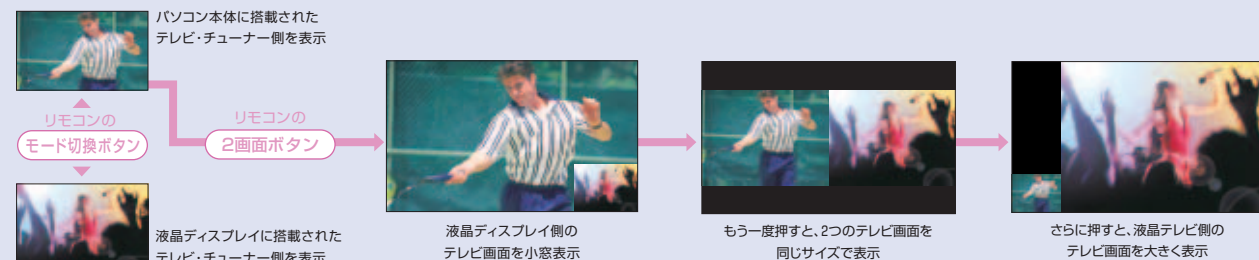 パソコン本体に搭載された
テレビ・チューナー側を表示
リモコンの
モード切換ボタン
リモコンの
2画面ボタン
液晶ディスプレイに搭載された
テレビ・チューナー側を表示
液晶ディスプレイ側の
テレビ画面を小窓表示
もう一度押すと、2つのテレビ画面を
同じサイズで表示
さらに押すと、液晶テレビ側の
テレビ画面を大きく表示